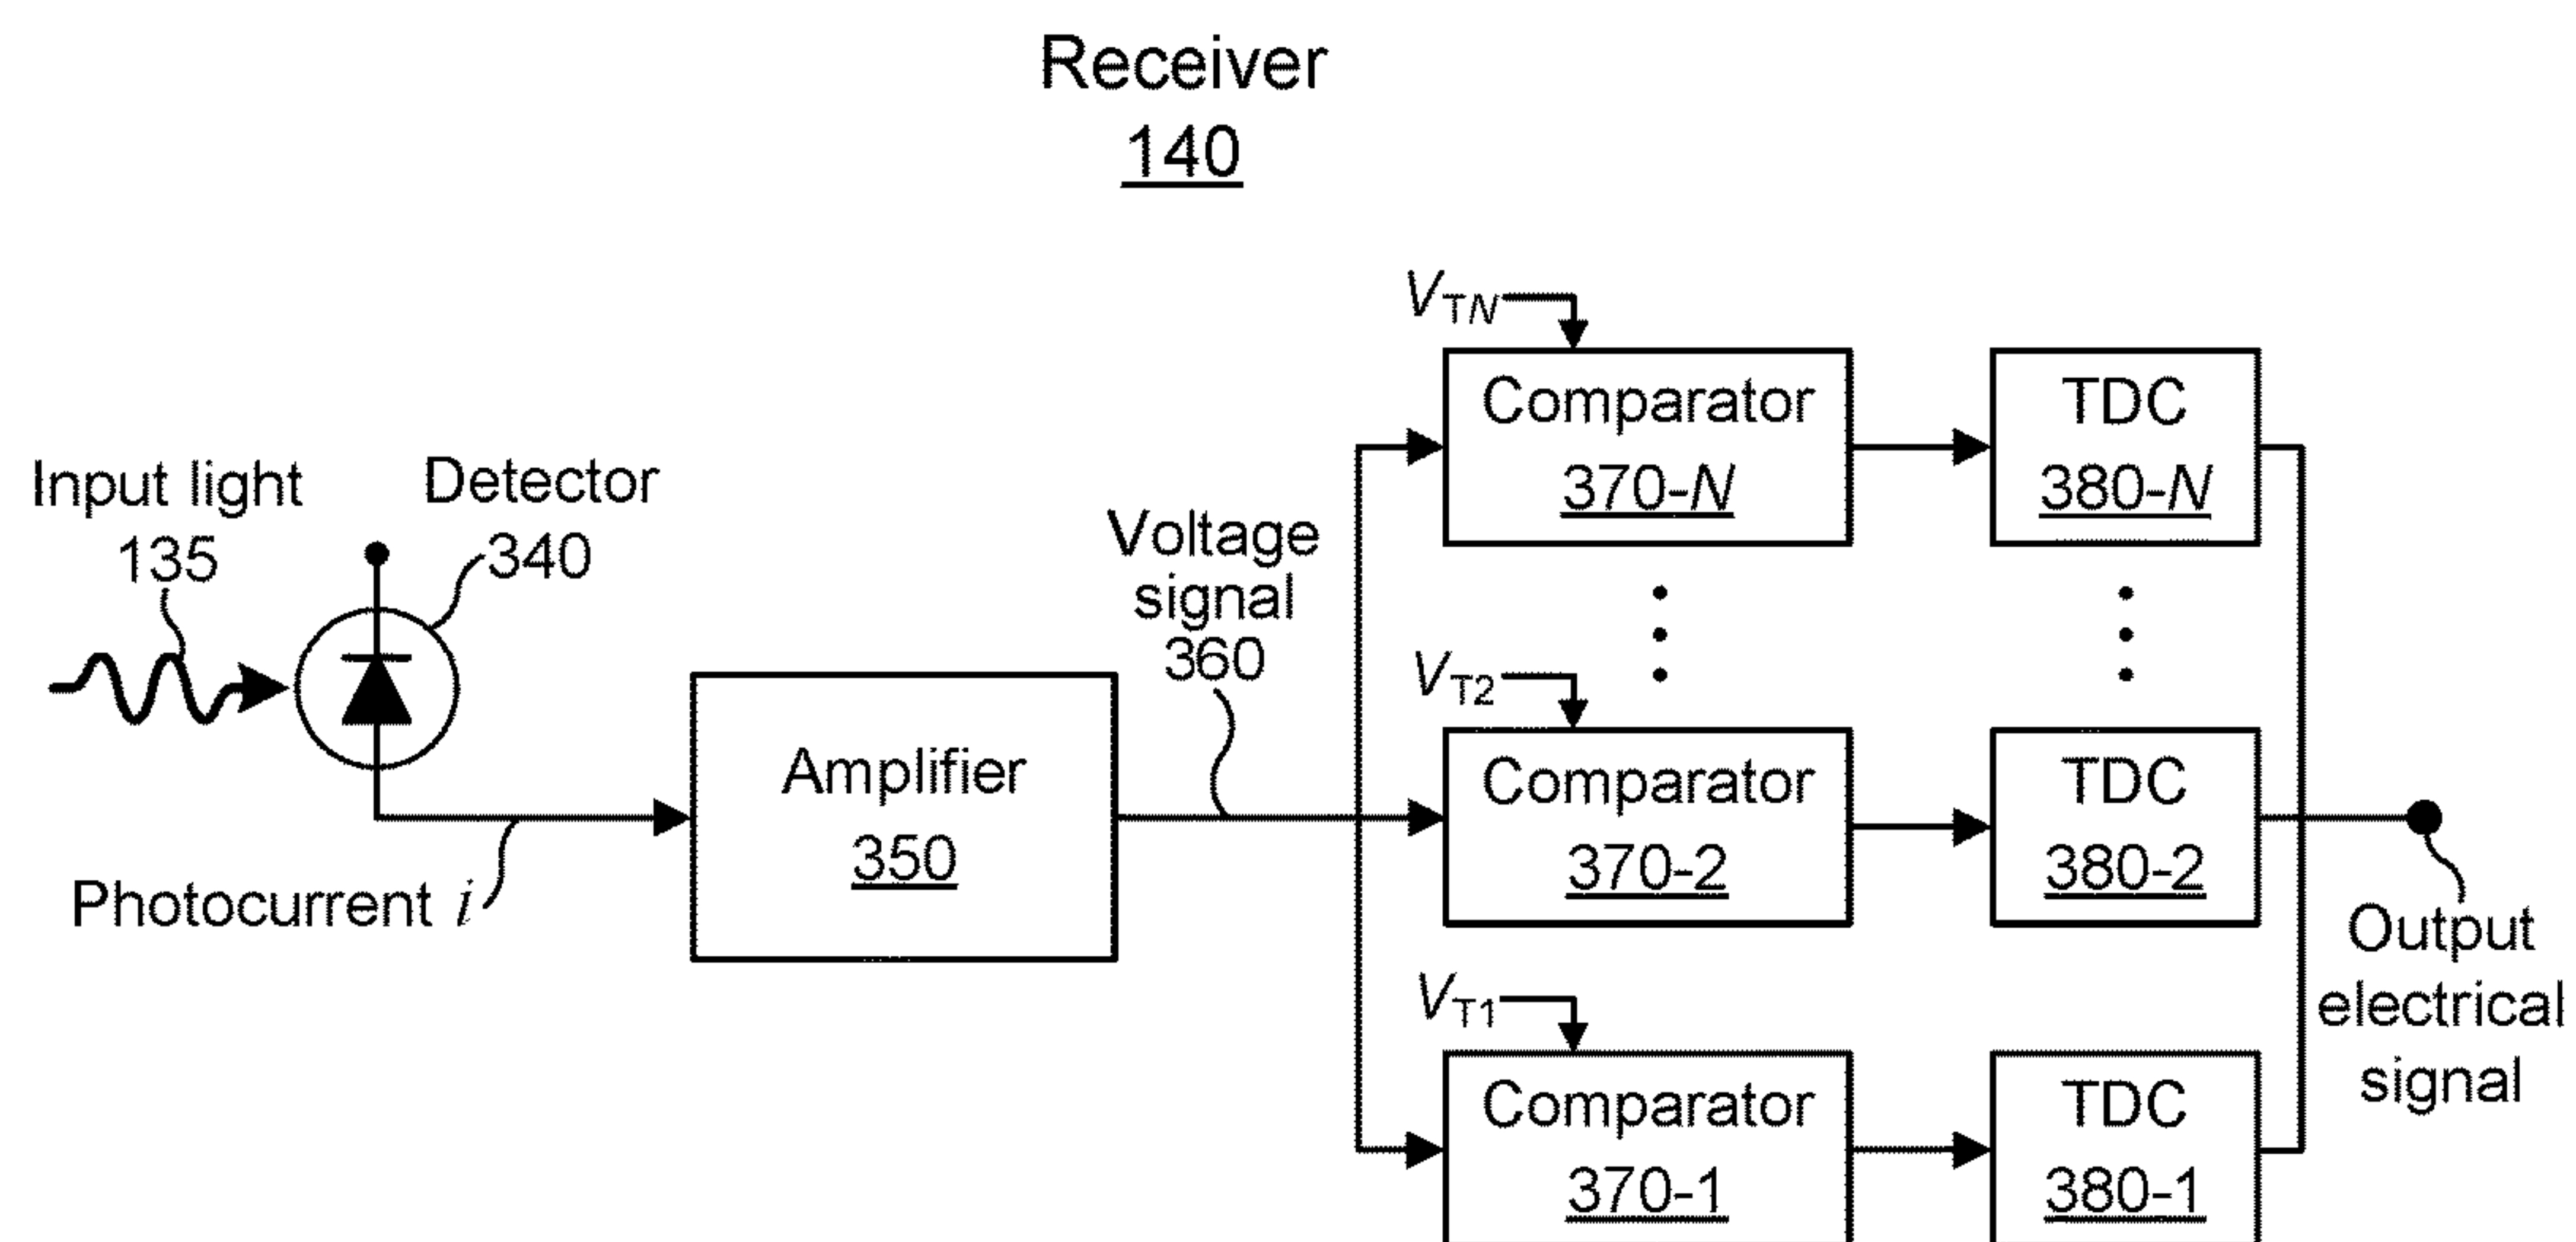 Receiver
140
Input light
135
Detector
340
Photocurrent i
Amplifier
350
Voltage
signal
360
VTN
Comparator
370-N
TDC
380-N
VT2
Comparator
370-2
TDC
380-2
VT1
Comparator
370-1
TDC
380-1
Output
electrical
signal